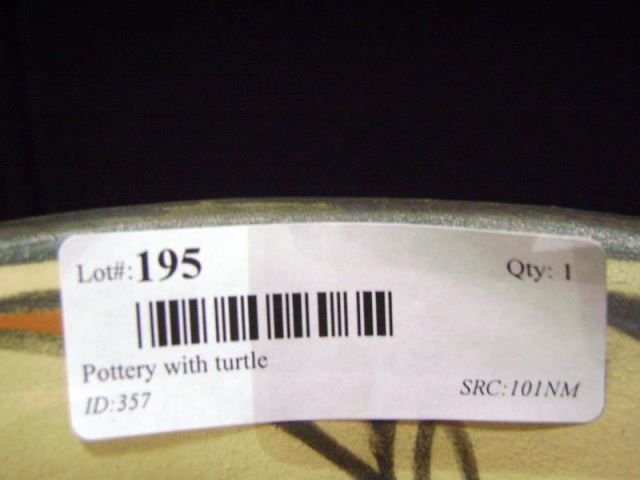 Lot#:195 Qty: 1
Pottery with turtle
ID:357 SRC:101NM